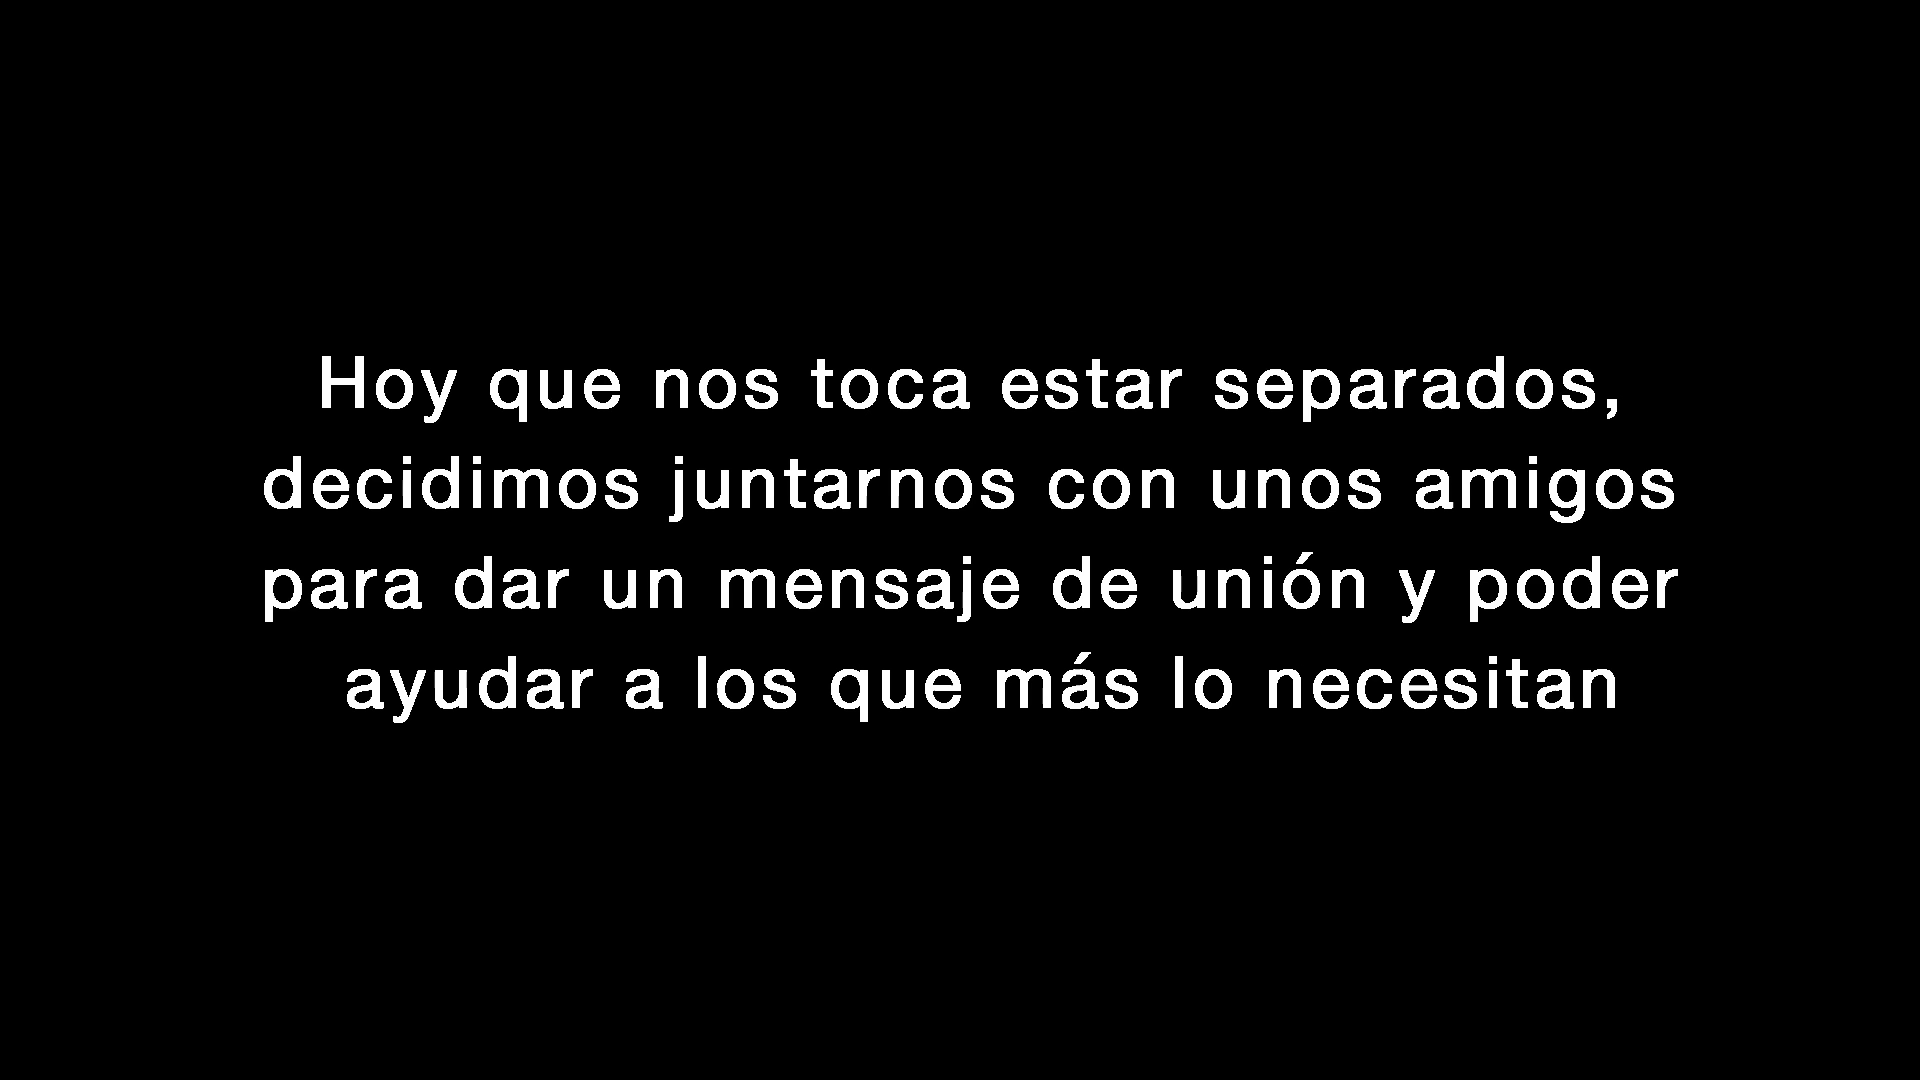 Hoy que nos toca estar separados,
decidimos juntarnos con unos amigos
para dar un mensaje de unión y poder
ayudar a los que más lo necesitan